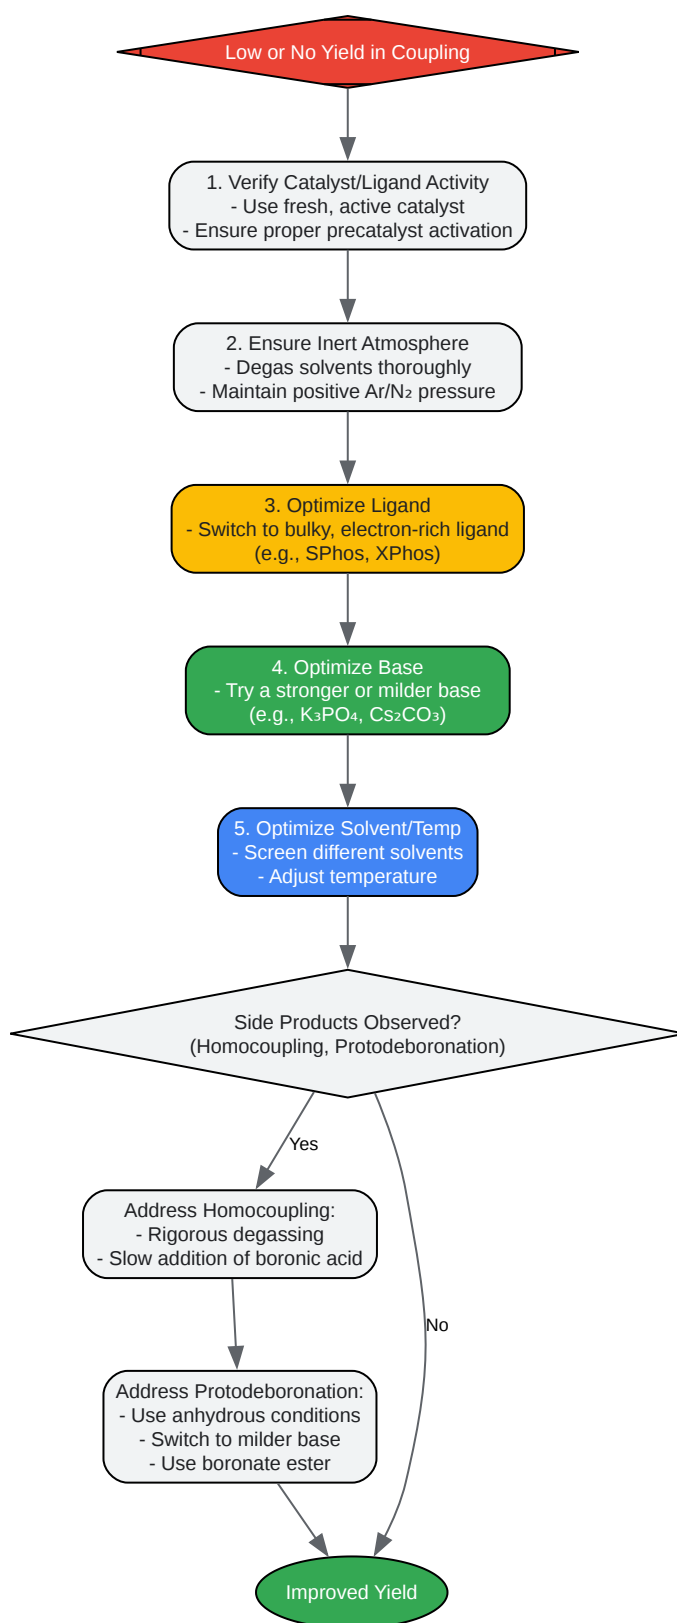 Low or No Yield in Coupling
1. Verify Catalyst/Ligand Activity
- Use fresh, active catalyst
- Ensure proper precatalyst activation
2. Ensure Inert Atmosphere
- Degas solvents thoroughly
- Maintain positive Ar/N₂ pressure
3. Optimize Ligand
- Switch to bulky, electron-rich ligand
(e.g., SPhos, XPhos)
4. Optimize Base
- Try a stronger or milder base
(e.g., K₃PO₄, Cs₂CO₃)
5. Optimize Solvent/Temp
- Screen different solvents
- Adjust temperature
Side Products Observed?
(Homocoupling, Protodeboronation)
Yes
Address Homocoupling:
- Rigorous degassing
- Slow addition of boronic acid
No
Address Protodeboronation:
- Use anhydrous conditions
- Switch to milder base
- Use boronate ester
Improved Yield